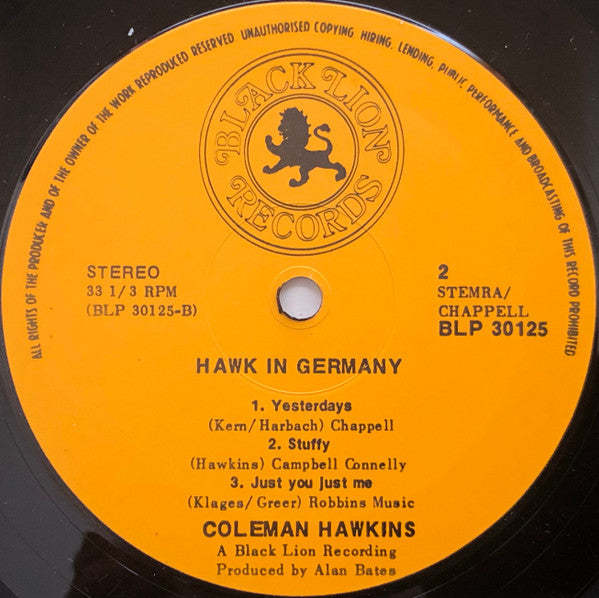 ALL RIGHTS OF THE PRODUCER AND OF THE OWNER OF THE WORK REPRODUCED RESERVED. UNAUTHORISED COPYING, HIRING, LENDING, PUBLIC PERFORMANCE AND BROADCASTING OF THIS RECORD PROHIBITED
BLACK LION
RECORDS
STEREO
33 1/3 RPM
(BLP 30125-B)
2
STEMRA/
CHAPPELL
BLP 30125
HAWK IN GERMANY
1. Yesterdays
(Kern/Harbach) Chappell
2. Stuffy
(Hawkins) Campbell Connelly
3. Just you just me
(Klages/Greer) Robbins Music
COLEMAN HAWKINS
A Black Lion Recording
Produced by Alan Bates